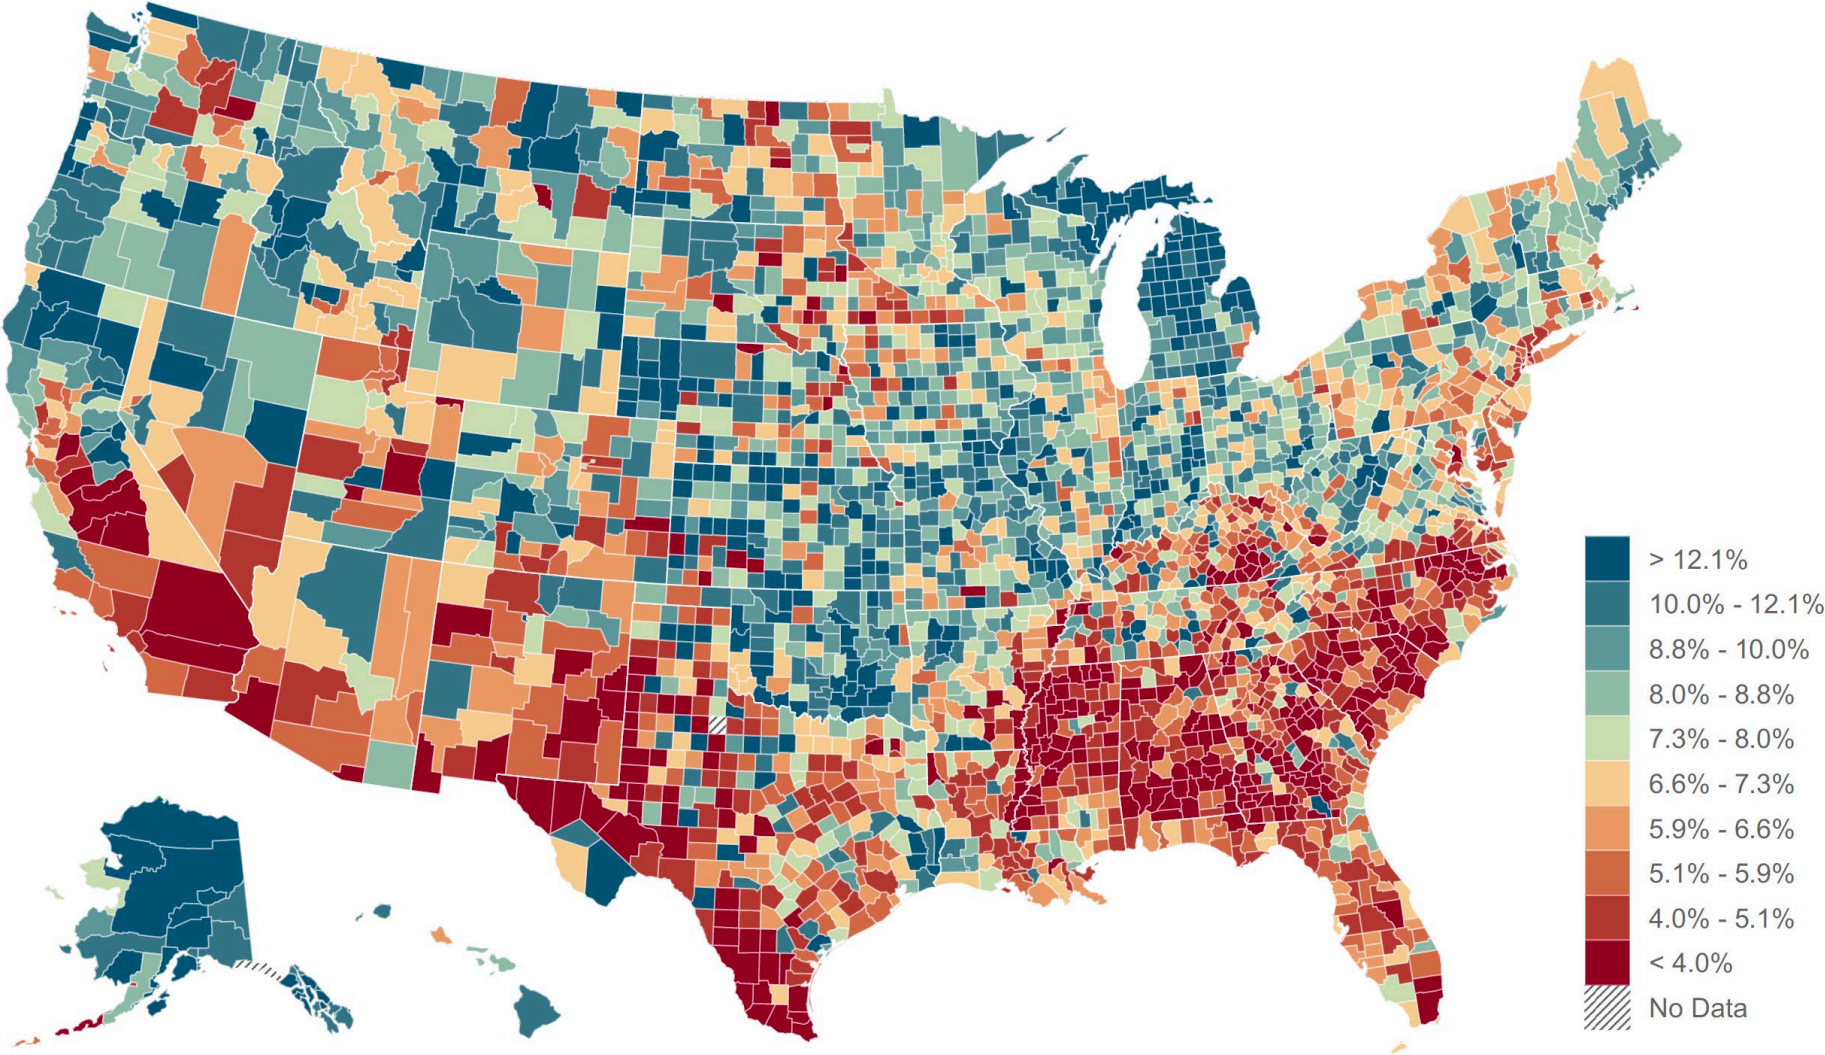 > 12.1%
10.0% - 12.1%
8.8% - 10.0%
8.0% - 8.8%
7.3% - 8.0%
6.6% - 7.3%
5.9% - 6.6%
5.1% - 5.9%
4.0% - 5.1%
< 4.0%
No Data